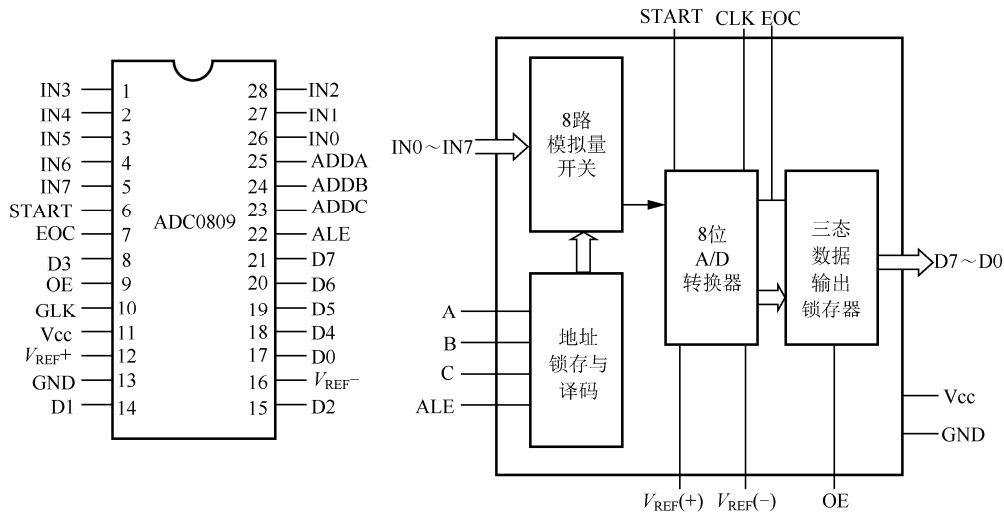 IN3 1 28 IN2
IN4 2 27 IN1
IN5 3 26 IN0
IN6 4 25 ADDA
IN7 5 24 ADDB
START 6 23 ADDC
ADC0809
EOC 7 22 ALE
D3 8 21 D7
OE 9 20 D6
GLK 10 19 D5
Vcc 11 18 D4
VREF+ 12 17 D0
GND 13 16 VREF−
D1 14 15 D2
START CLK EOC
IN0～IN7
8路
模拟量
开关
8位
A/D
转换器
三态
数据
输出
锁存器
D7～D0
A
B
C
ALE
地址
锁存与
译码
Vcc
GND
VREF(+) VREF(−) OE